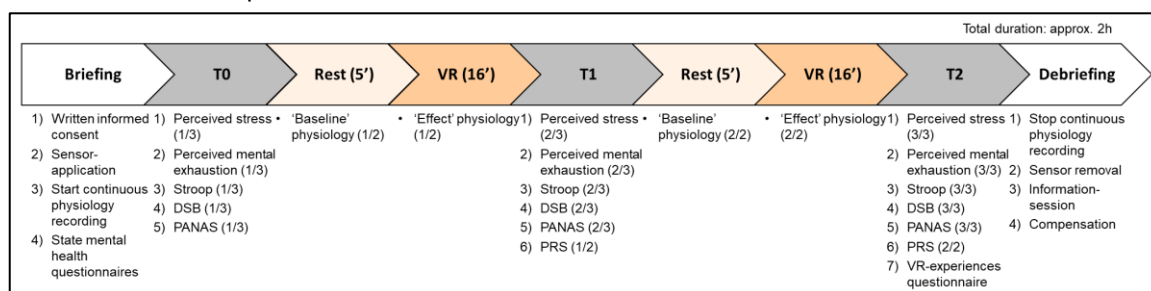 Total duration: approx. 2h
Briefing
T0
Rest (5’)
VR (16’)
T1
Rest (5’)
VR (16’)
T2
Debriefing
1) Written informed
consent
2) Sensor-
application
3) Start continuous
physiology
recording
4) State mental
health
questionnaires
1) Perceived stress
(1/3)
2) Perceived mental
exhaustion (1/3)
3) Stroop (1/3)
4) DSB (1/3)
5) PANAS (1/3)
• ‘Baseline’
physiology (1/2)
• ‘Effect’ physiology
(1/2)
1) Perceived stress
(2/3)
2) Perceived mental
exhaustion (2/3)
3) Stroop (2/3)
4) DSB (2/3)
5) PANAS (2/3)
6) PRS (1/2)
• ‘Baseline’
physiology (2/2)
• ‘Effect’ physiology
(2/2)
1) Perceived stress
(3/3)
2) Perceived mental
exhaustion (3/3)
3) Stroop (3/3)
4) DSB (3/3)
5) PANAS (3/3)
6) PRS (2/2)
7) VR-experiences
questionnaire
1) Stop continuous
physiology
recording
2) Sensor removal
3) Information-
session
4) Compensation